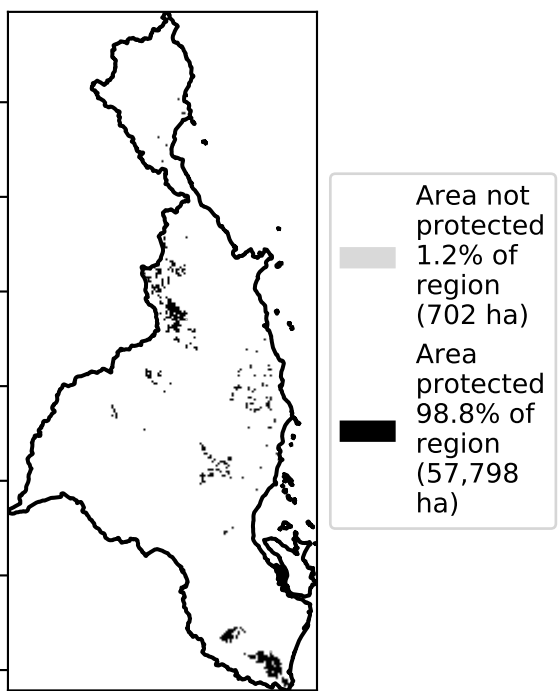 Area not
protected
1.2% of
region
(702 ha)
Area
protected
98.8% of
region
(57,798
ha)